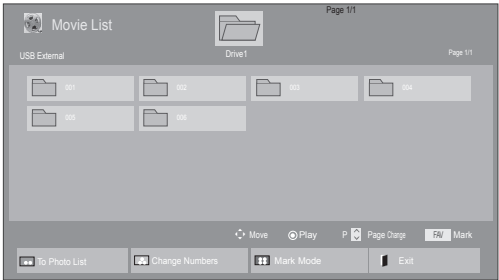 Page 1/1
Movie List
USB External
Drive1
Page 1/1
001
002
003
004
005
006
Move
Play
P
Page Change
FAV
Mark
To Photo List
Change Numbers
Mark Mode
Exit